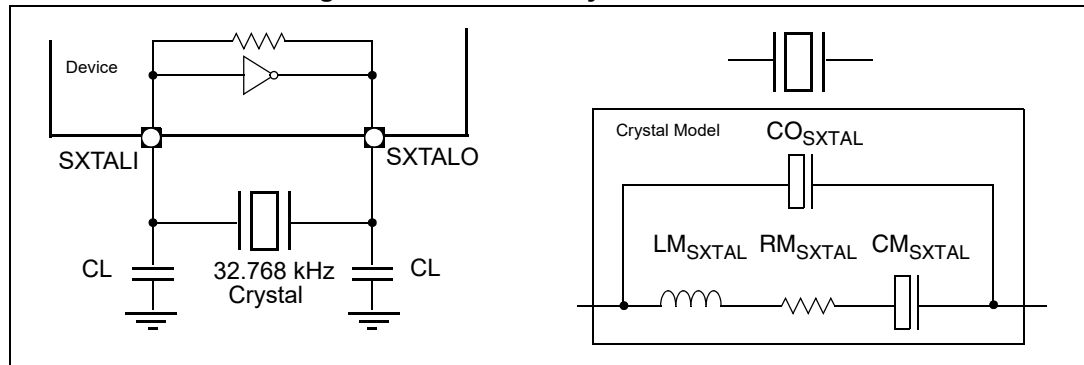 Device
SXTALI
SXTALO
CL
32.768 kHz
Crystal
CL
Crystal Model
COSXTAL
LMSXTAL RMSXTAL CMSXTAL